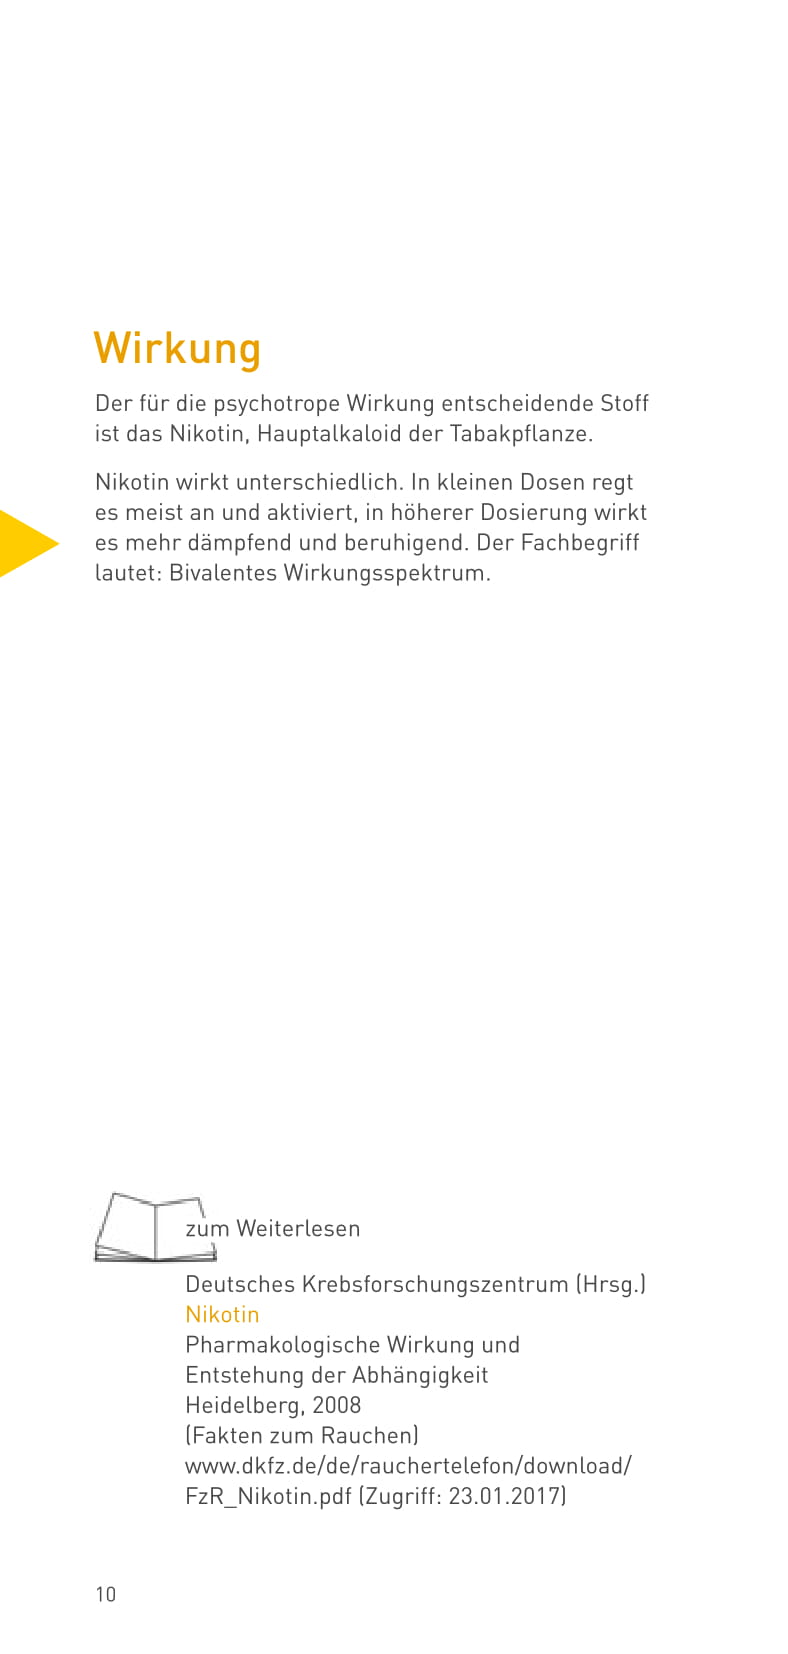 Wirkung
Der für die psychotrope Wirkung entscheidende Stoff
ist das Nikotin, Hauptalkaloid der Tabakpflanze.
Nikotin wirkt unterschiedlich. In kleinen Dosen regt
es meist an und aktiviert, in höherer Dosierung wirkt
es mehr dämpfend und beruhigend. Der Fachbegriff
lautet: Bivalentes Wirkungsspektrum.
zum Weiterlesen
Deutsches Krebsforschungszentrum (Hrsg.)
Nikotin
Pharmakologische Wirkung und
Entstehung der Abhängigkeit
Heidelberg, 2008
(Fakten zum Rauchen)
www.dkfz.de/de/rauchertelefon/download/
FzR_Nikotin.pdf (Zugriff: 23.01.2017)
10